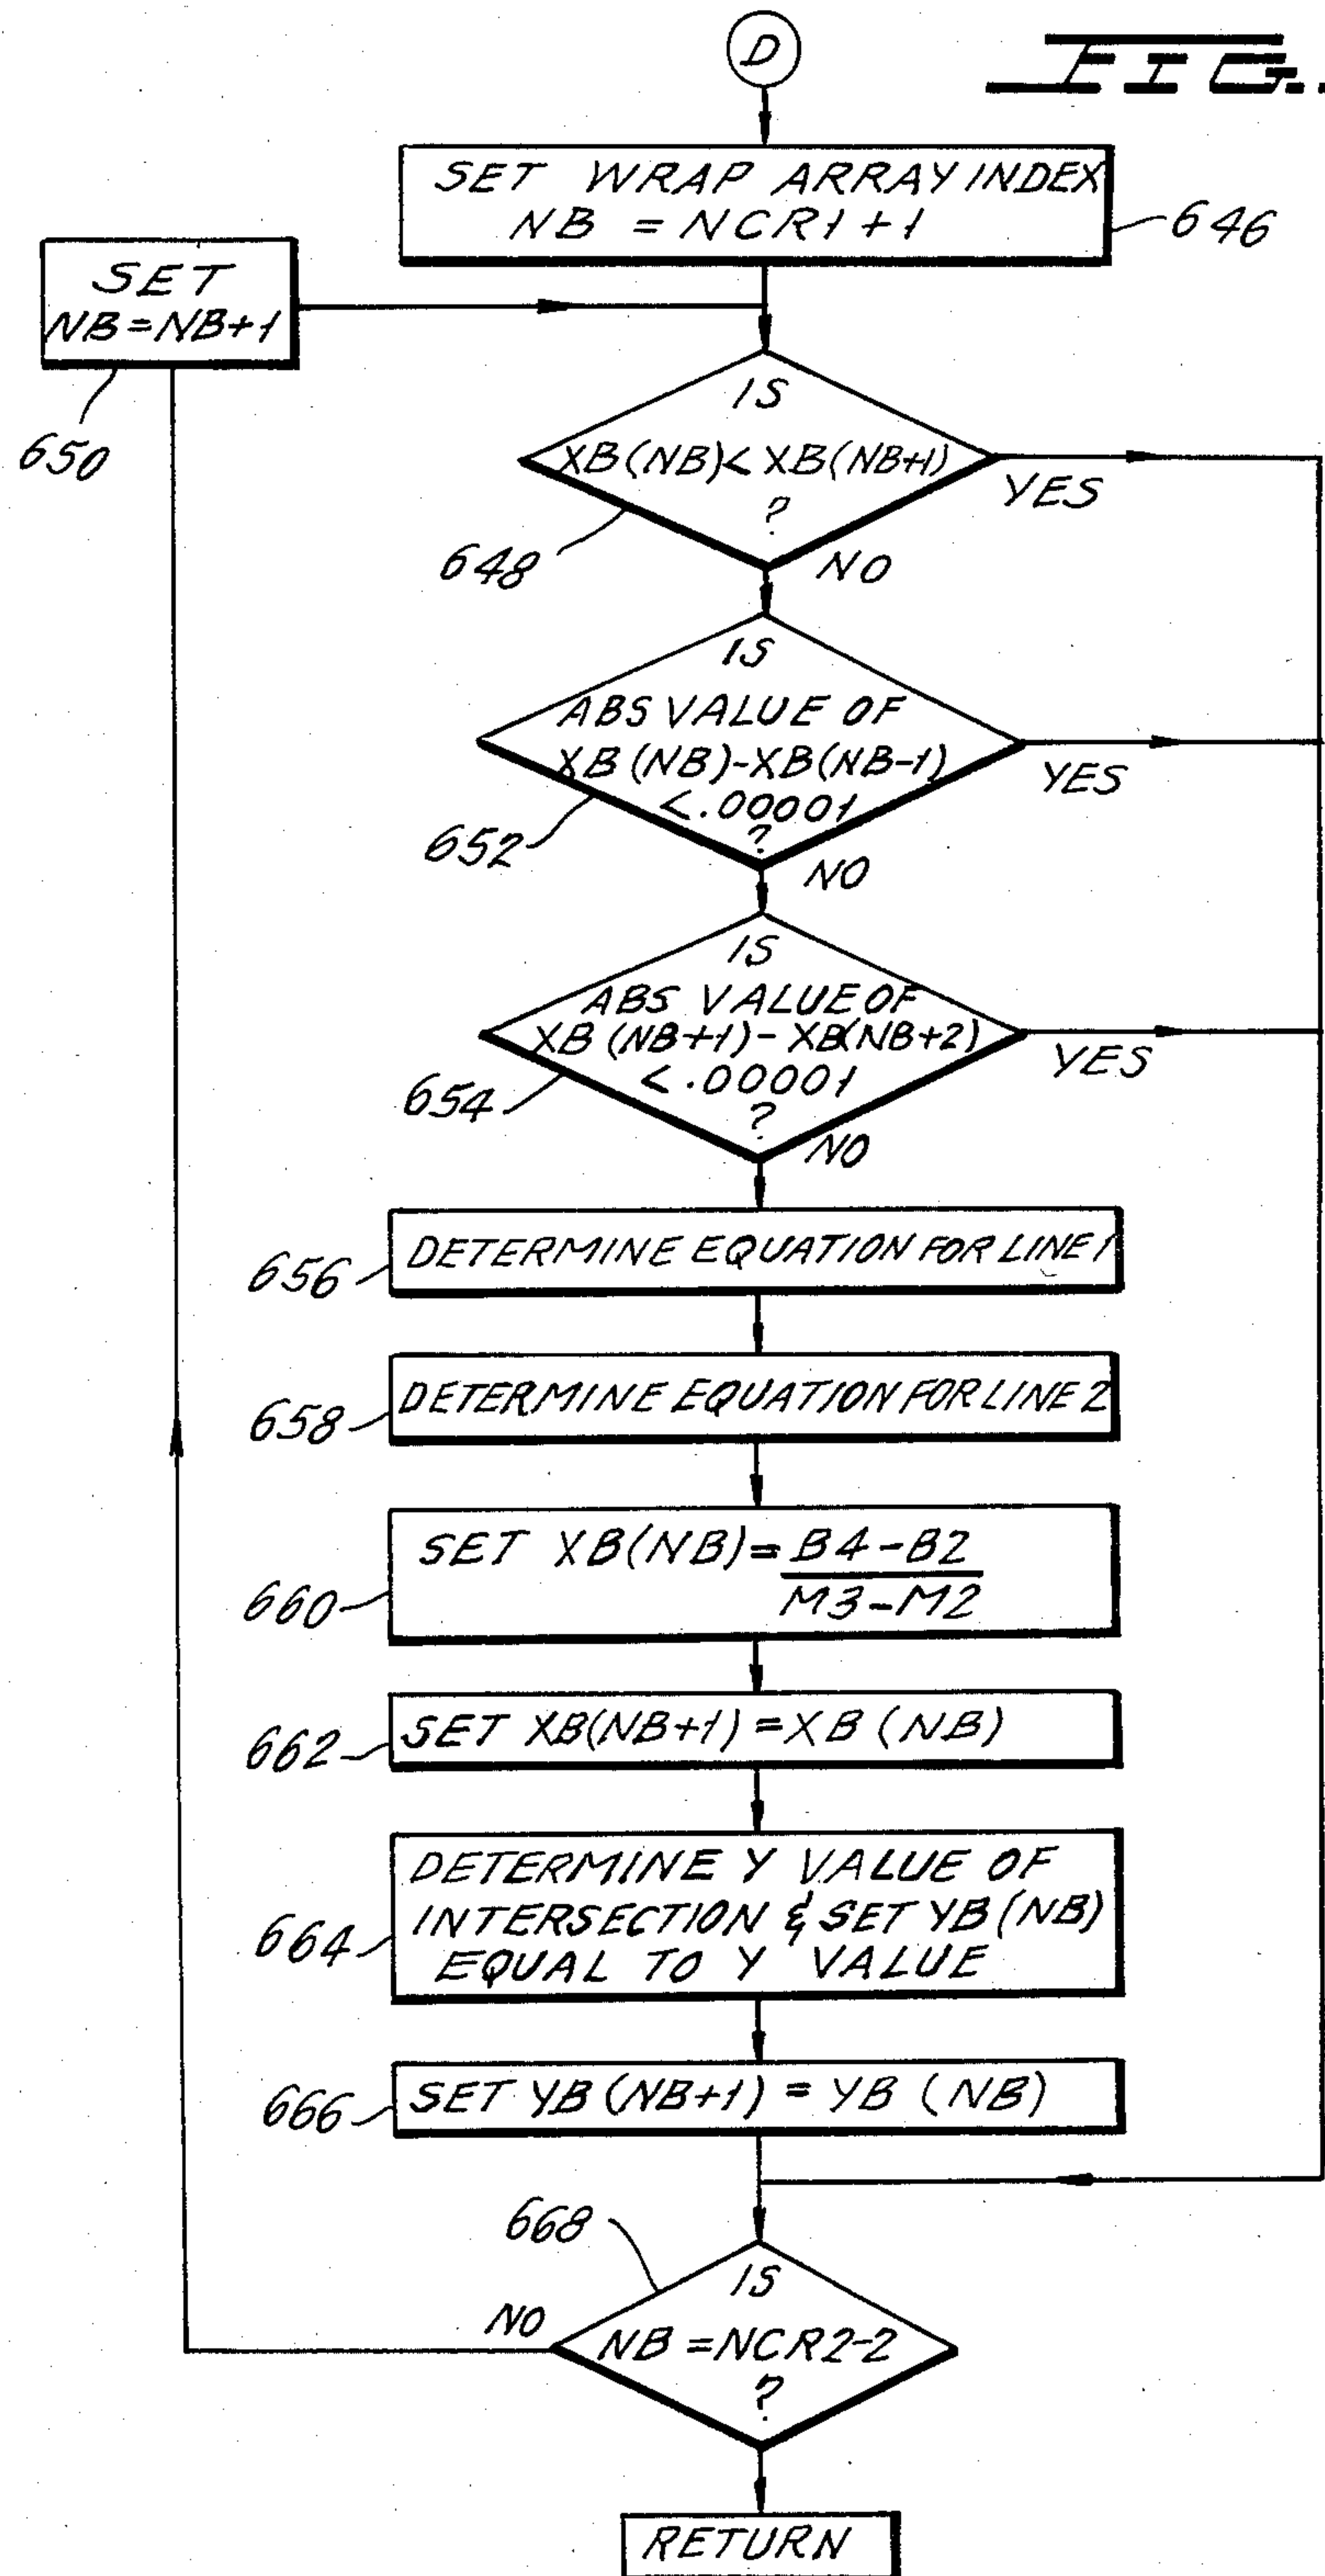 D
FIG.
SET WRAP ARRAY INDEX
NB = NCR1+1
646
SET
NB=NB+1
650
IS
XB(NB)< XB(NB+1)
?
YES
648
NO
IS
ABS VALUE OF
XB(NB)-XB(NB-1)
<.00001
?
YES
652
NO
IS
ABS VALUE OF
XB(NB+1)-XB(NB+2)
<.00001
?
YES
654
NO
656
DETERMINE EQUATION FOR LINE 1
658
DETERMINE EQUATION FOR LINE 2
SET XB(NB)=B4-B2
M3-M2
660
662
SET XB(NB+1)=XB(NB)
DETERMINE Y VALUE OF
INTERSECTION & SET YB(NB)
EQUAL TO Y VALUE
664
666
SET YB(NB+1) = YB (NB)
668
IS
NB=NCR2-2
?
NO
RETURN